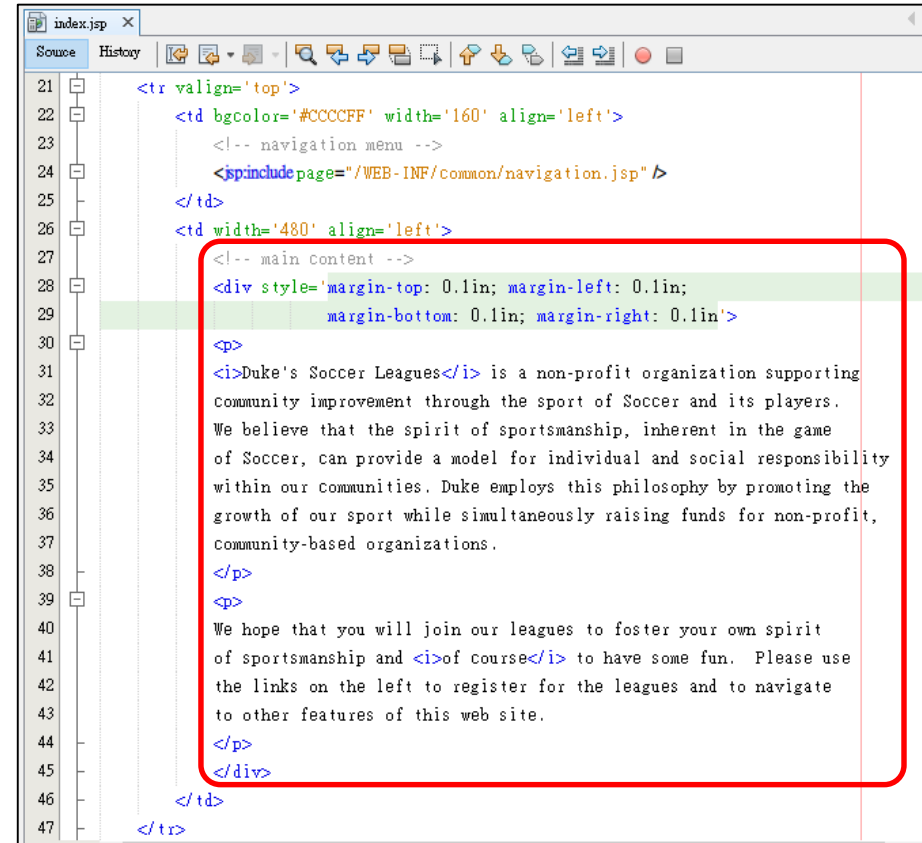 index.jsp ×
Source History
21 <tr valign='top'>
22 <td bgcolor='#CCCCFF' width='160' align='left'>
23 <!-- navigation menu -->
24 <jsp:include page="/WEB-INF/common/navigation.jsp" />
25 </td>
26 <td width='480' align='left'>
27 <!-- main content -->
28 <div style='margin-top: 0.1in; margin-left: 0.1in;
29 margin-bottom: 0.1in; margin-right: 0.1in'>
30 <p>
31 <i>Duke's Soccer Leagues</i> is a non-profit organization supporting
32 community improvement through the sport of Soccer and its players.
33 We believe that the spirit of sportsmanship, inherent in the game
34 of Soccer, can provide a model for individual and social responsibility
35 within our communities. Duke employs this philosophy by promoting the
36 growth of our sport while simultaneously raising funds for non-profit,
37 community-based organizations.
38 </p>
39 <p>
40 We hope that you will join our leagues to foster your own spirit
41 of sportsmanship and <i>of course</i> to have some fun.  Please use
42 the links on the left to register for the leagues and to navigate
43 to other features of this web site.
44 </p>
45 </div>
46 </td>
47 </tr>